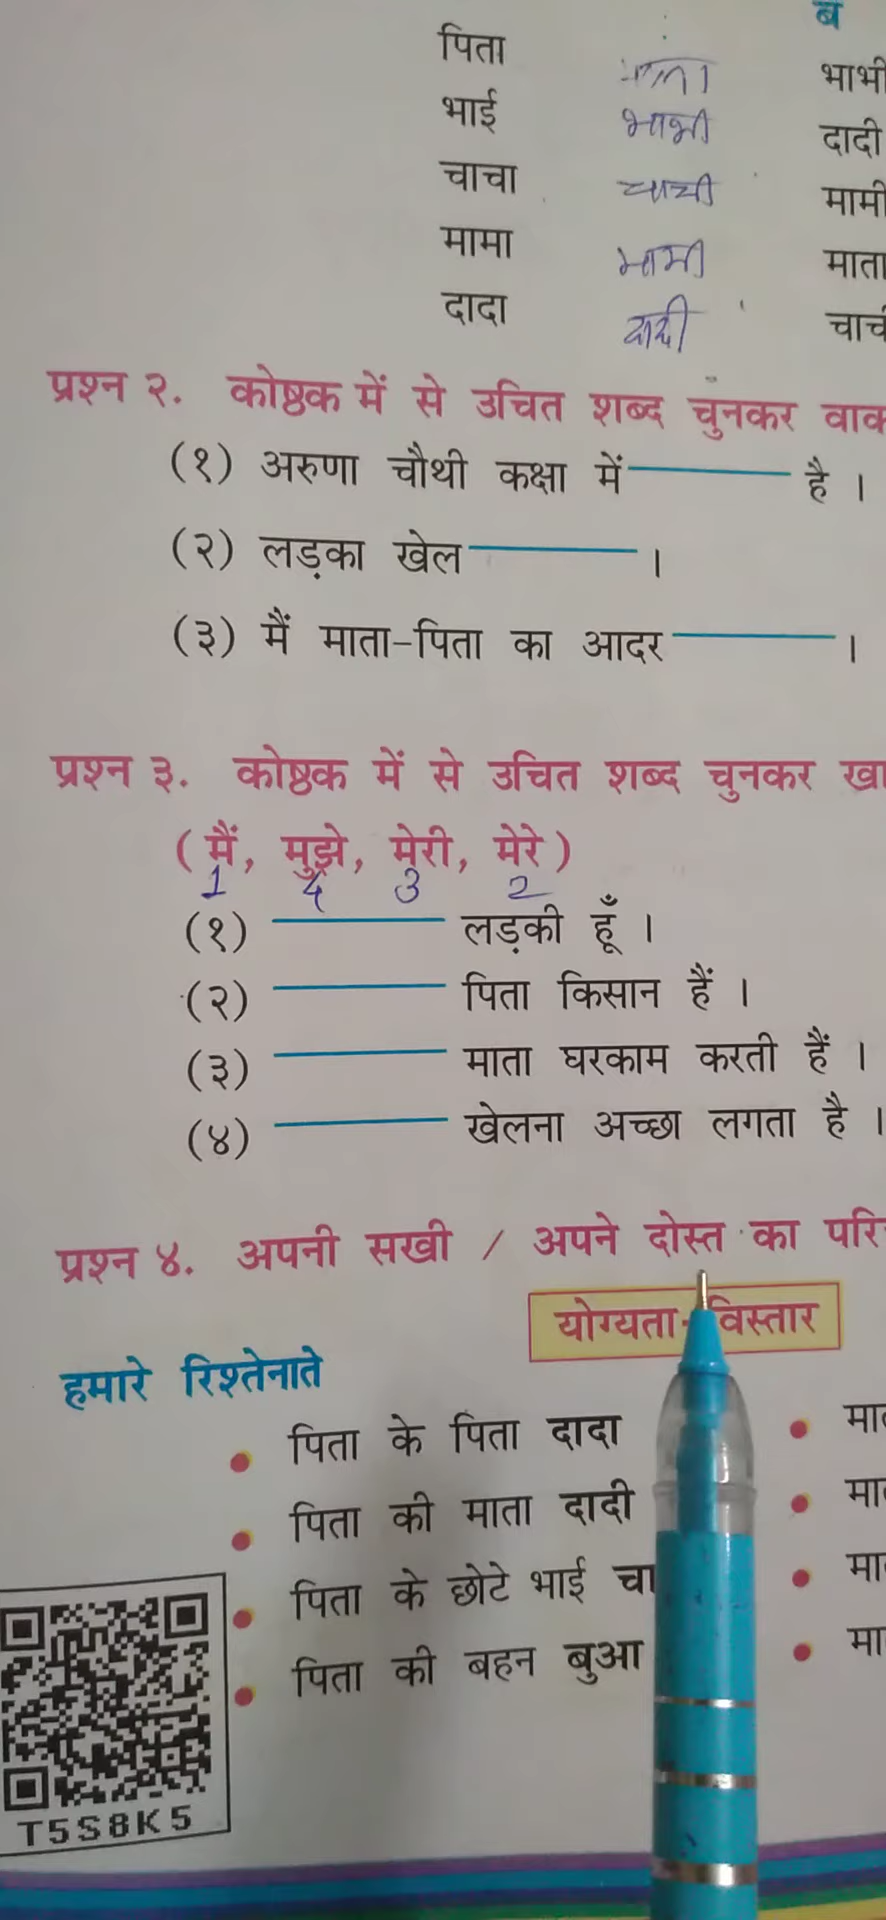 ब
पिता भाभी
भाई भाभी दादी
चाचा चाची मामी
मामा मामी माता
दादा दादी
प्रश्न २. कोष्ठक में से उचित शब्द चुनकर
(१) अरुणा चौथी कक्षा में ——— है ।
(२) लड़का खेल ——— ।
(३) मैं माता-पिता का आदर ——— ।
प्रश्न ३. कोष्ठक में से उचित शब्द चुनकर
(मैं, मुझे, मेरी, मेरे)
1 4 3 2
(१) ——— लड़की हूँ ।
(२) ——— पिता किसान हैं ।
(३) ——— माता घरकाम करती हैं ।
(४) ——— खेलना अच्छा लगता है ।
प्रश्न ४. अपनी सखी / अपने दोस्त का
योग्यता-विस्तार
हमारे रिश्तेनाते
• पिता के पिता दादा •
• पिता की माता दादी •
• पिता के छोटे भाई •
• पिता की बहन बुआ •
T5S8K5